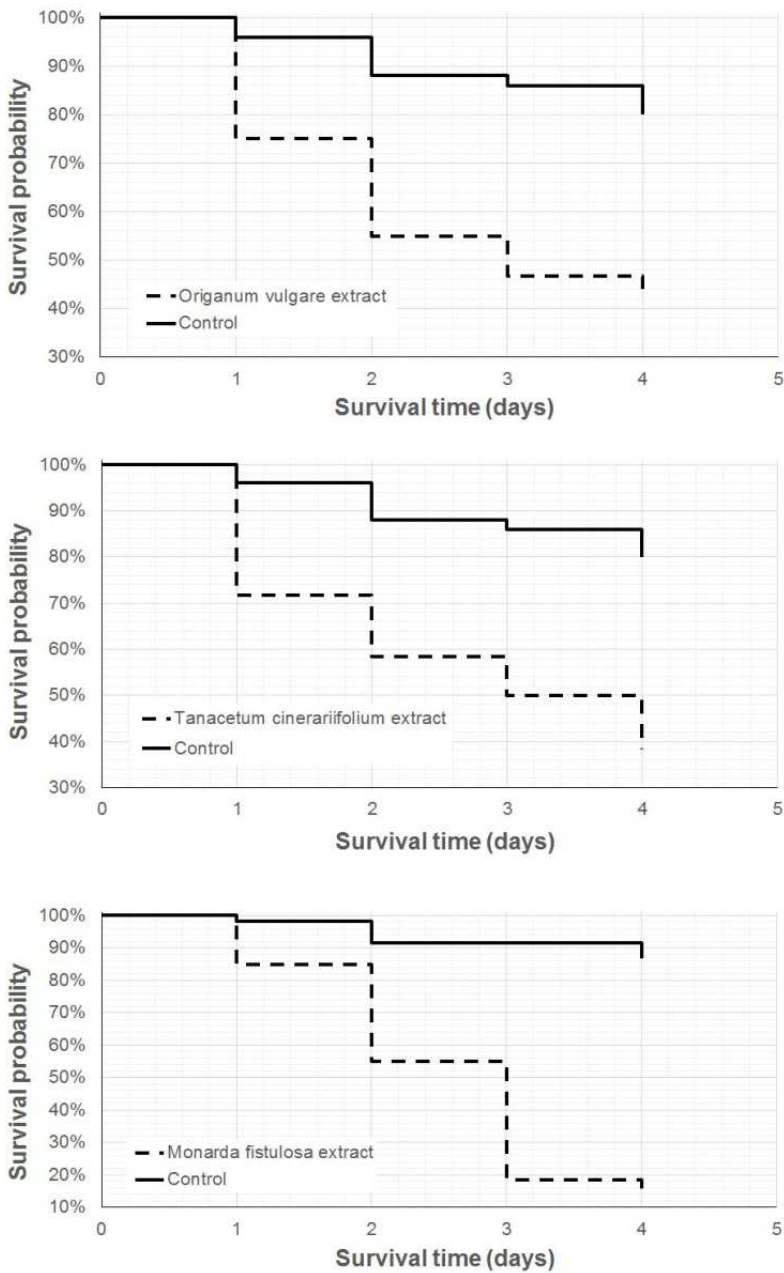 Survival probability
100%
90%
80%
70%
60%
50%
40%
30%
Origanum vulgare extract
Control
0 1 2 3 4 5
Survival time (days)
Survival probability
100%
90%
80%
70%
60%
50%
40%
30%
Tanacetum cinerariifolium extract
Control
0 1 2 3 4 5
Survival time (days)
Survival probability
100%
90%
80%
70%
60%
50%
40%
30%
20%
10%
Monarda fistulosa extract
Control
0 1 2 3 4 5
Survival time (days)